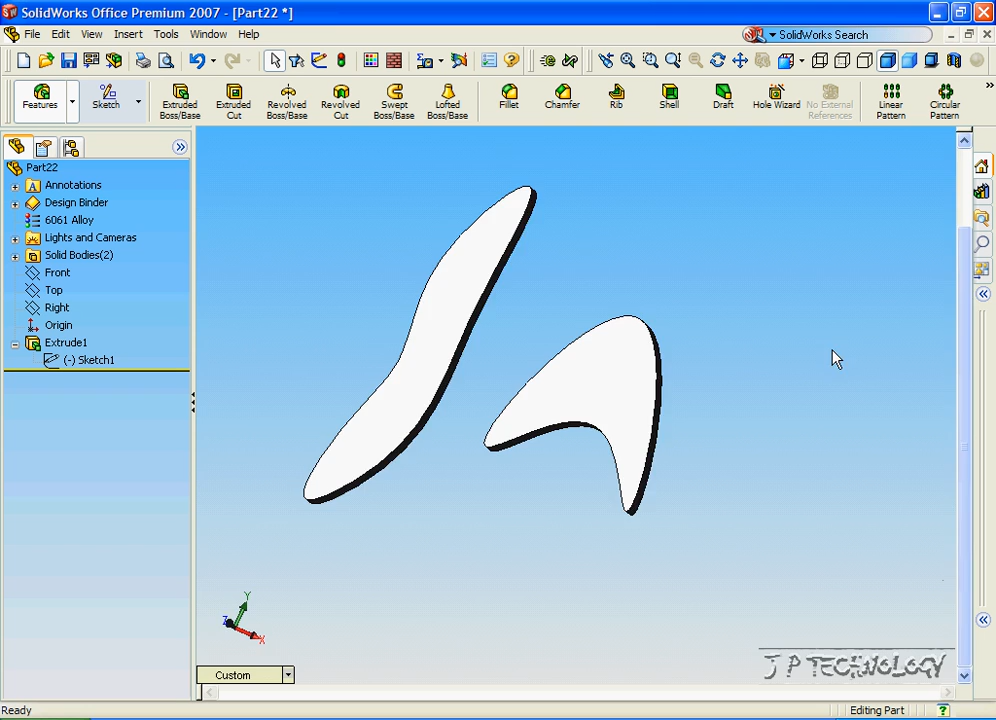 SolidWorks Office Premium 2007 - [Part22 *]
File Edit View Insert Tools Window Help
SolidWorks Search
Features Sketch Extruded Boss/Base Extruded Cut Revolved Boss/Base Revolved Cut Swept Boss/Base Lofted Boss/Base Fillet Chamfer Rib Shell Draft Hole Wizard No External References Linear Pattern Circular Pattern
Part22
Annotations
Design Binder
6061 Alloy
Lights and Cameras
Solid Bodies(2)
Front
Top
Right
Origin
Extrude1
(-) Sketch1
Y
Z
X
J P TECHNOLOGY
Custom
Ready Editing Part